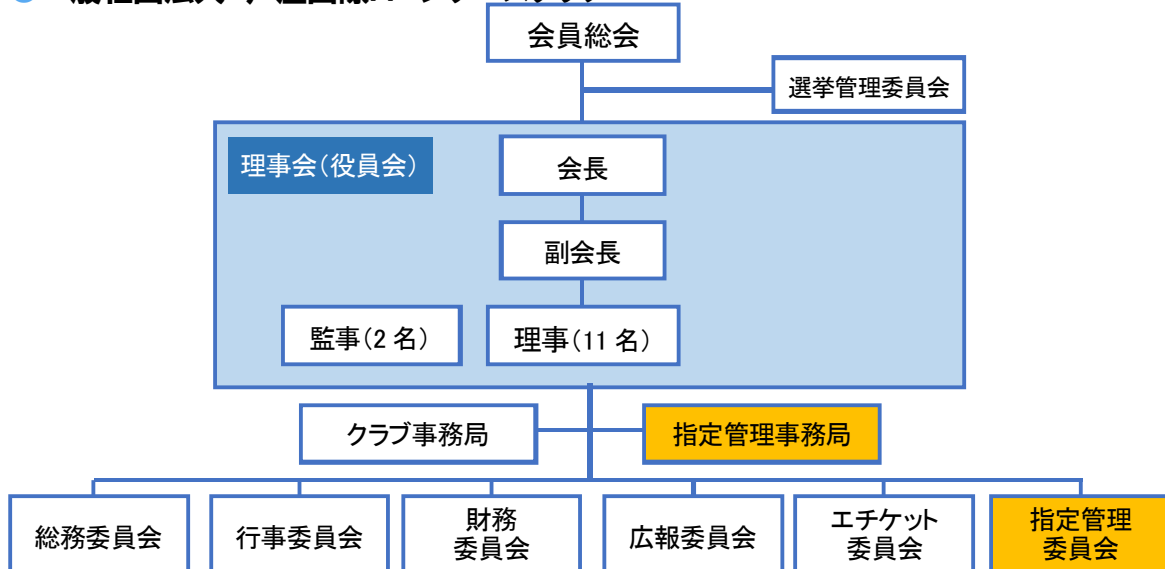 会員総会
選挙管理委員会
理事会(役員会)
会長
副会長
監事(2 名)
理事(11 名)
クラブ事務局
指定管理事務局
総務委員会
行事委員会
財務
委員会
広報委員会
エチケット
委員会
指定管理
委員会